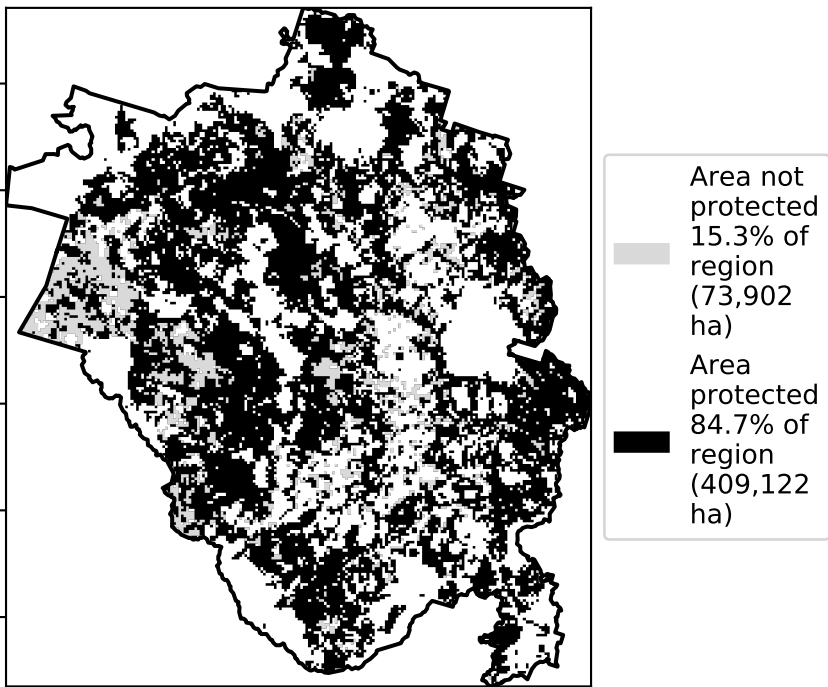 Area not
protected
15.3% of
region
(73,902
ha)
Area
protected
84.7% of
region
(409,122
ha)